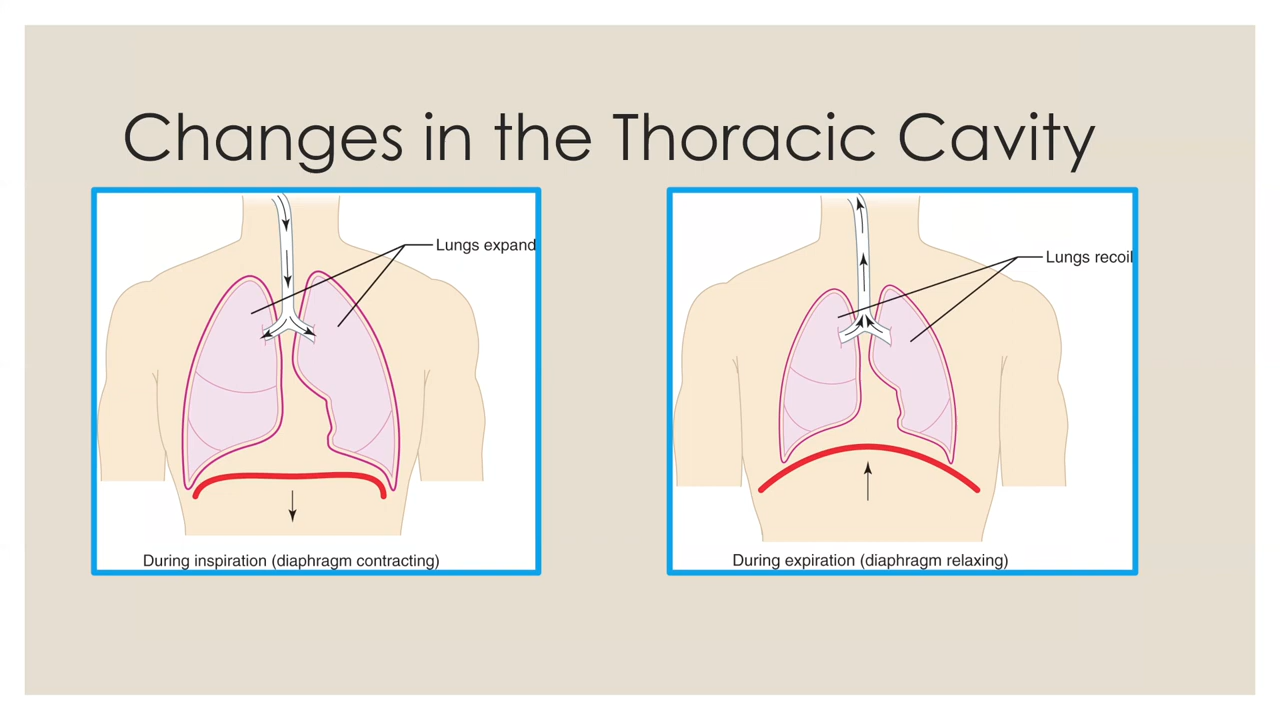 Changes in the Thoracic Cavity
Lungs expand
During inspiration (diaphragm contracting)
Lungs recoil
During expiration (diaphragm relaxing)